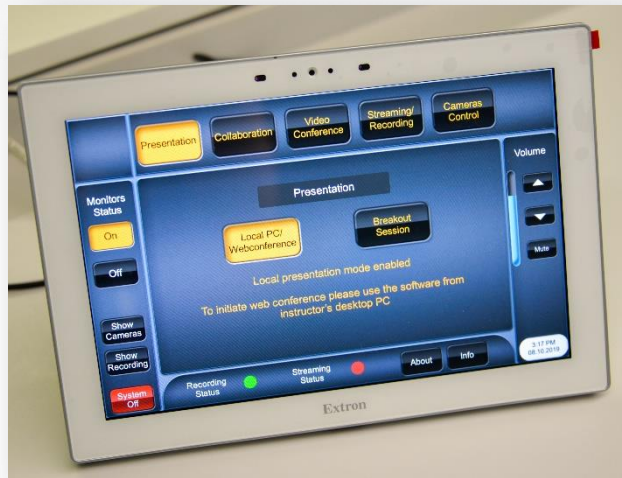 Presentation
Collaboration
Video
Conference
Streaming/
Recording
Cameras
Control
Monitors
Status
On
Off
Show
Cameras
Show
Recording
System
Off
Presentation
Local PC/
Webconference
Breakout
Session
Local presentation mode enabled
To initiate web conference please use the software from
instructor's desktop PC
Volume
Mute
Recording
Status
Streaming
Status
About
Info
3:17 PM
08.10.2019
Extron